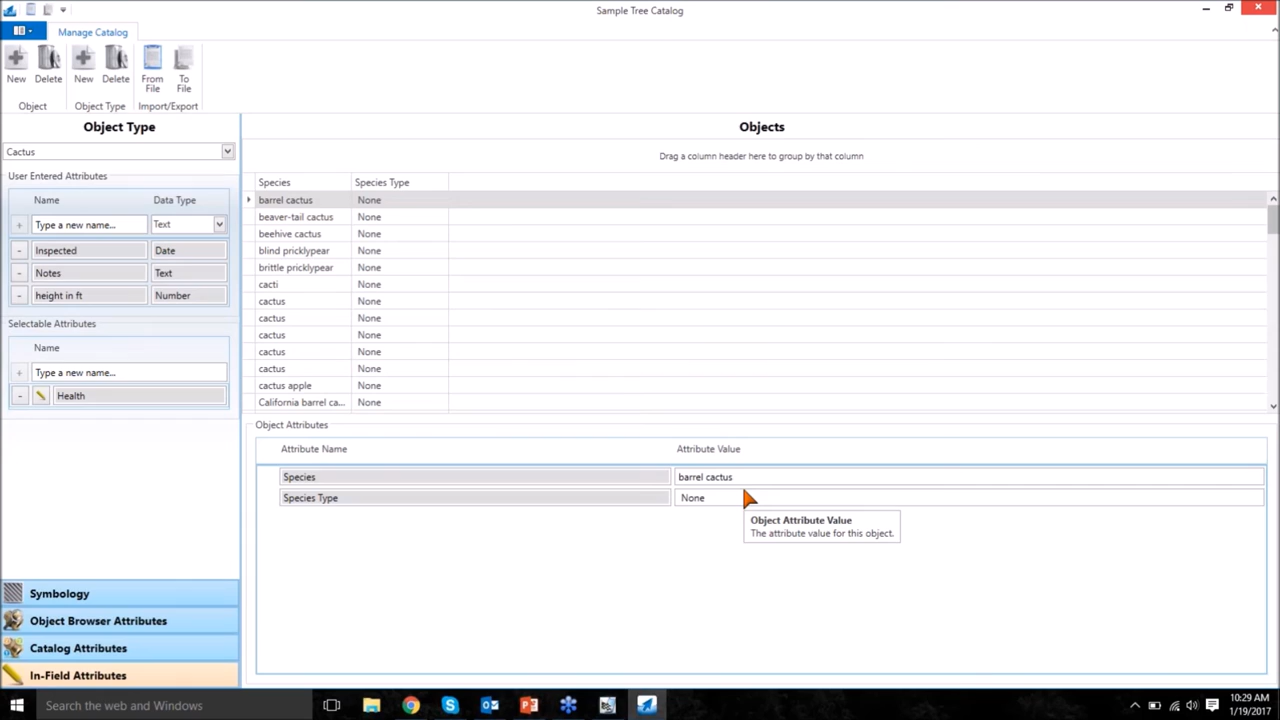 Sample Tree Catalog
Manage Catalog
New Delete New Delete From File To File
Object Object Type Import/Export
Object Type
Cactus
User Entered Attributes
Name Data Type
+ Type a new name... Text
- Inspected Date
- Notes Text
- height in ft Number
Selectable Attributes
Name
+ Type a new name...
- Health
Symbology
Object Browser Attributes
Catalog Attributes
In-Field Attributes
Objects
Drag a column header here to group by that column
Species Species Type
barrel cactus None
beaver-tail cactus None
beehive cactus None
blind pricklypear None
brittle pricklypear None
cacti None
cactus None
cactus None
cactus None
cactus None
cactus None
cactus apple None
California barrel ca... None
Object Attributes
Attribute Name Attribute Value
Species barrel cactus
Species Type None
Object Attribute Value
The attribute value for this object.
Search the web and Windows
10:29 AM
1/19/2017